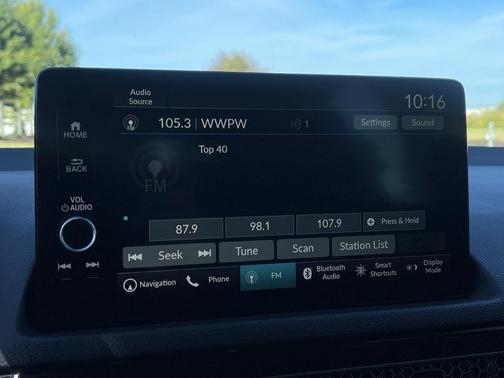 Audio
Source
10:16
HOME
105.3 | WWPW
1
Settings
Sound
BACK
Top 40
FM
VOL
AUDIO
87.9
98.1
107.9
Press & Hold
Seek
Tune
Scan
Station List
Navigation
Phone
FM
Bluetooth
Audio
Smart
Shortcuts
Display
Mode